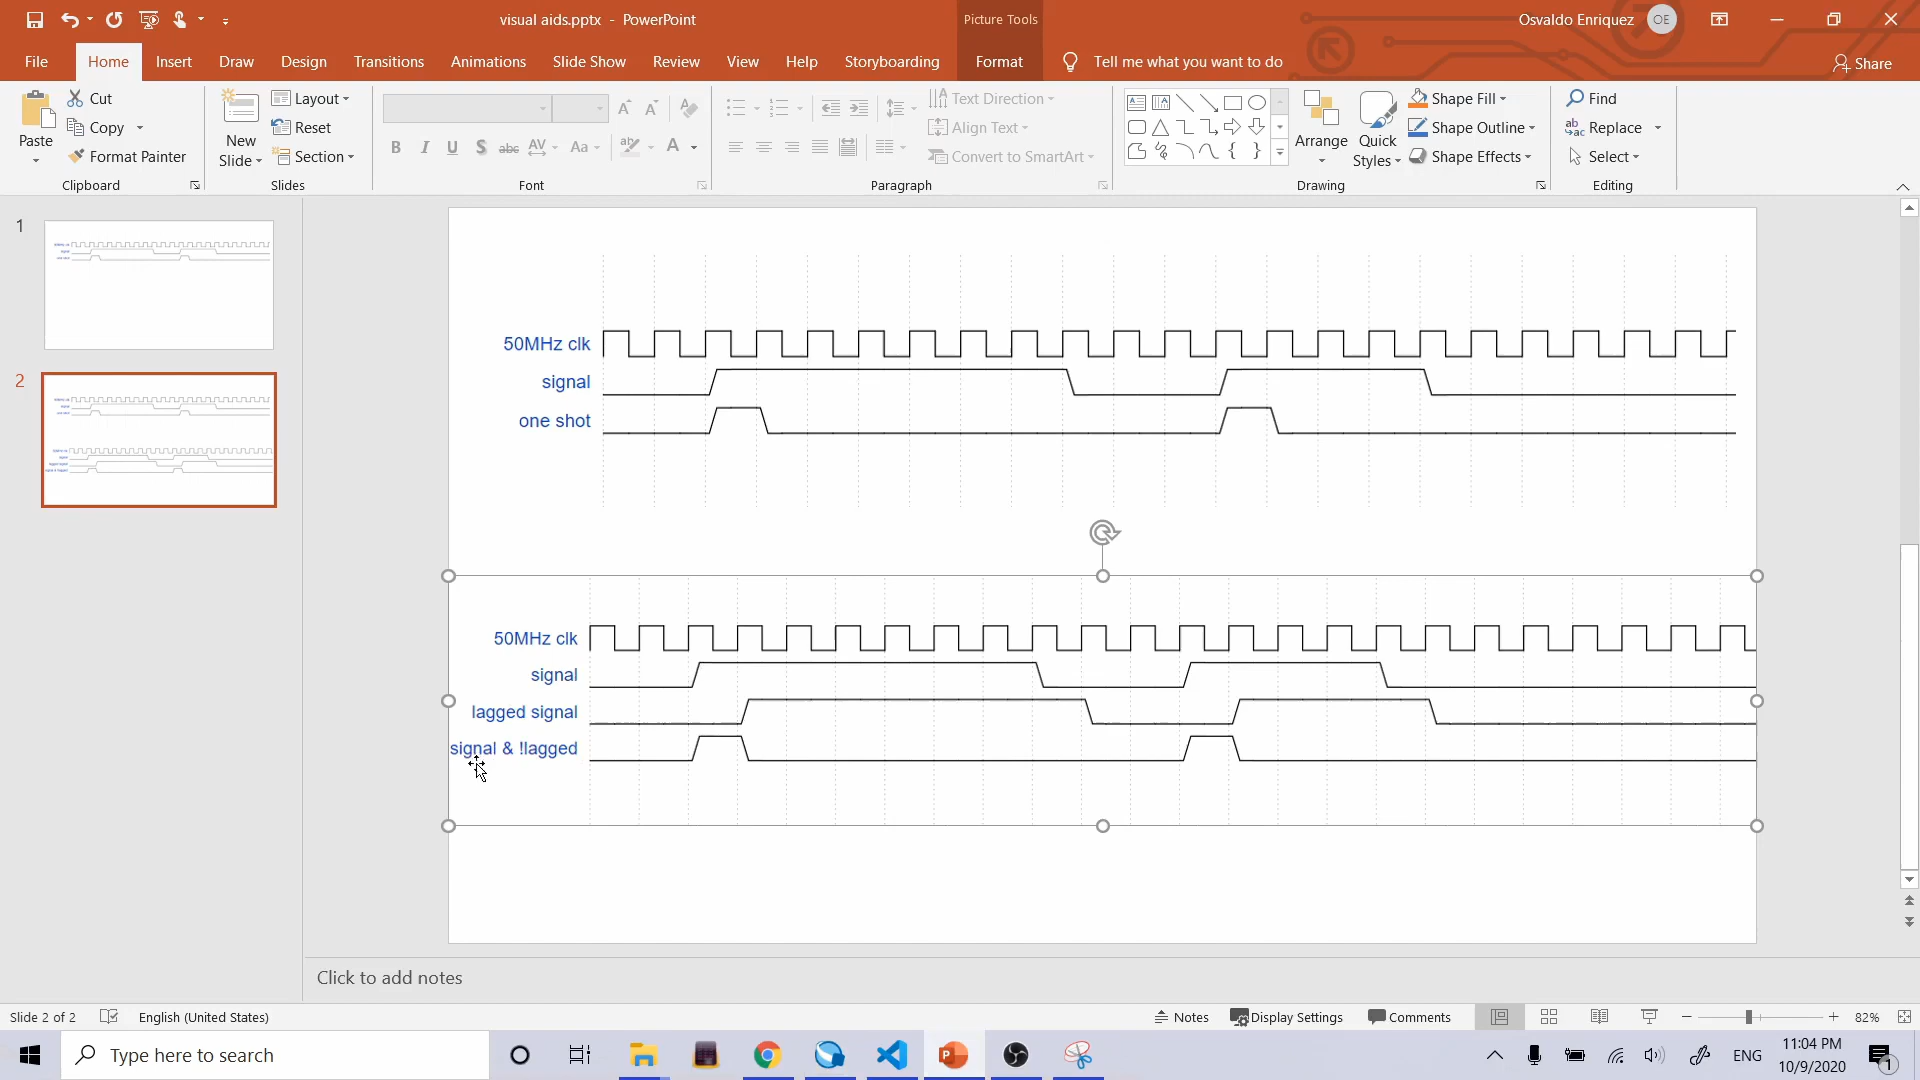 visual aids.pptx - PowerPoint
Picture Tools
Osvaldo Enriquez
OE
File
Home
Insert
Draw
Design
Transitions
Animations
Slide Show
Review
View
Help
Storyboarding
Format
Tell me what you want to do
Share
Paste
Cut
Copy
Format Painter
Clipboard
New
Slide
Layout
Reset
Section
Slides
B I U S abc AV Aa A
Font
Text Direction
Align Text
Convert to SmartArt
Paragraph
Arrange
Quick
Styles
Shape Fill
Shape Outline
Shape Effects
Drawing
Find
Replace
Select
Editing
1
2
50MHz clk
signal
one shot
50MHz clk
signal
lagged signal
signal & !lagged
Click to add notes
Slide 2 of 2
English (United States)
Notes
Display Settings
Comments
82%
Type here to search
ENG
11:04 PM
10/9/2020
1